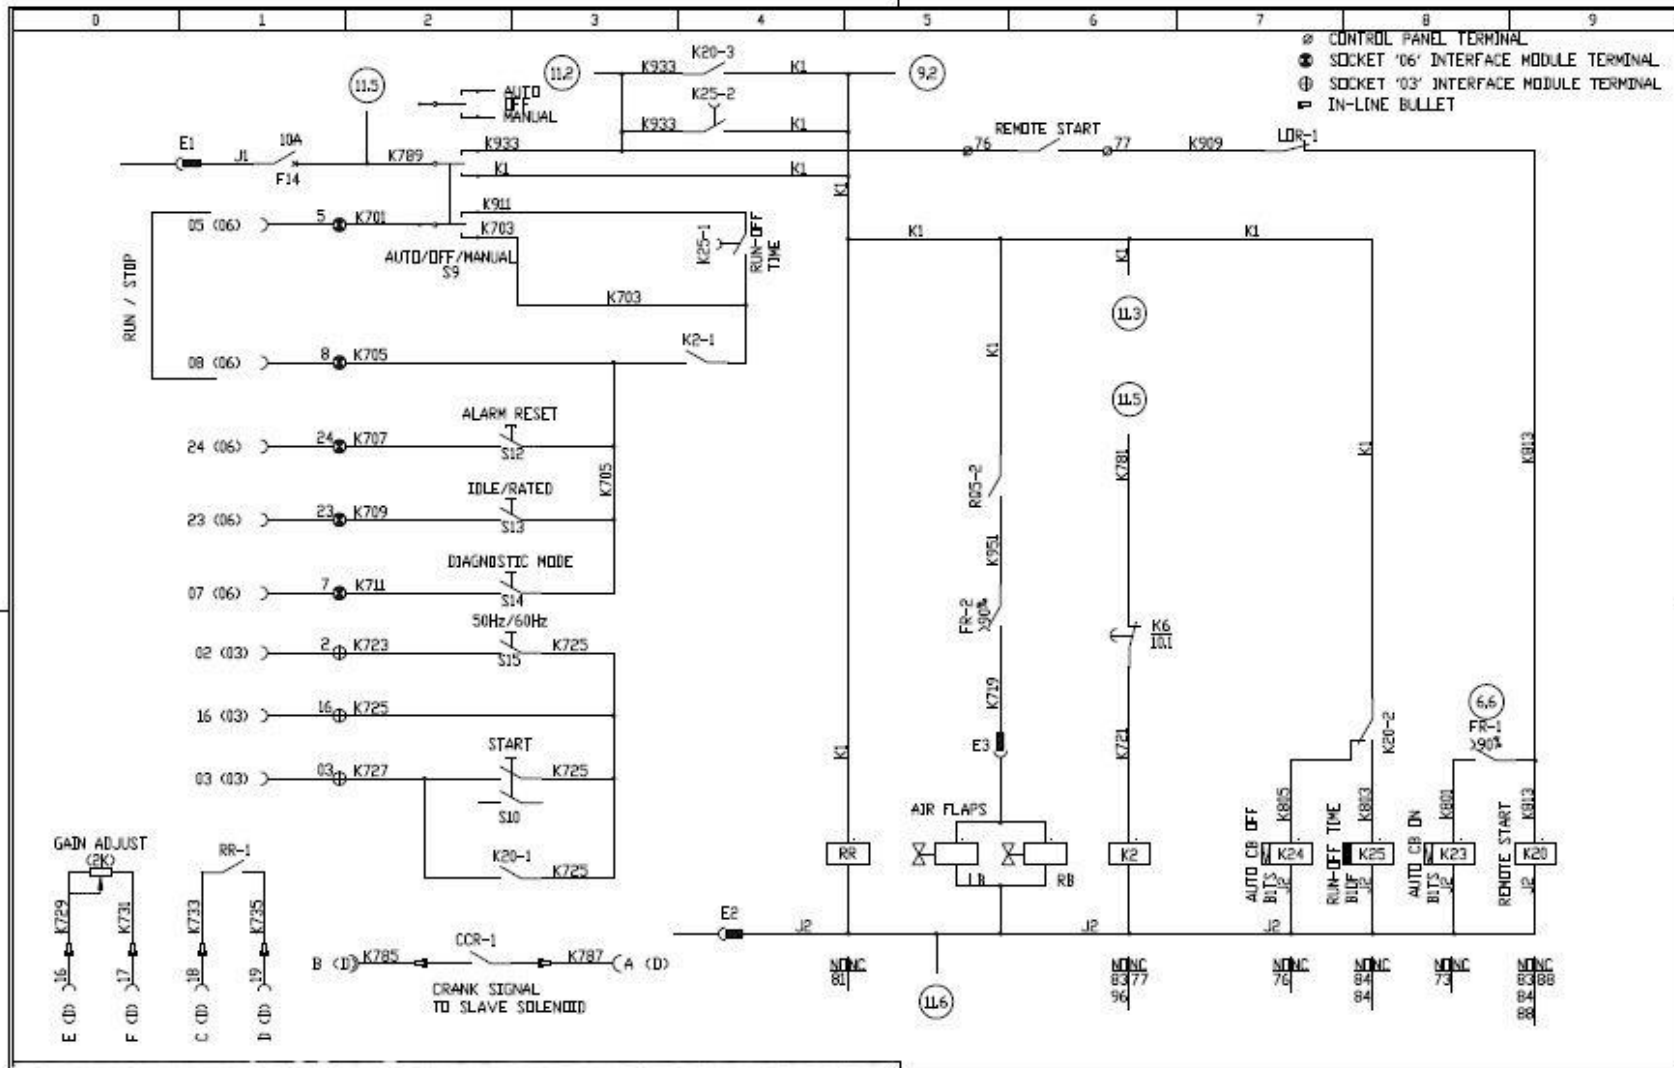 0 1 2 3 4 5 6 7 8 9
CONTROL PANEL TERMINAL
SOCKET '06' INTERFACE MODULE TERMINAL
SOCKET '03' INTERFACE MODULE TERMINAL
IN-LINE BULLET
11.5
AUTO
OFF
MANUAL
11.2
K933
K20-3
K1
9.2
K25-2
K933
K1
E1
J1
10A
F14
K789
K933
K1
K1
K1
76
REMOTE START
77
K909
LOR-1
RUN / STOP
05 (06)
5
K701
K911
K703
AUTO/OFF/MANUAL
S9
K25-1
RUN-OFF
TIME
K703
K1
K1
K1
11.3
08 (06)
8
K705
K2-1
K1
11.5
24 (06)
24
K707
ALARM RESET
S12
K705
K781
K1
K813
23 (06)
23
K709
IDLE/RATED
S13
K951
07 (06)
7
K711
DIAGNOSTIC MODE
S14
FR-2
>90%
02 (03)
2
K723
50Hz/60Hz
S15
K725
K6
10.1
16 (03)
16
K725
K719
K721
K20-2
6.6
FR-1
>90%
03 (03)
03
K727
START
K725
S10
K1
E3
K20-1
K725
AIR FLAPS
LB
RB
K805
K803
K801
K813
GAIN ADJUST
(2K)
RR-1
RR
K2
AUTO CB OFF
BITS
K24
J2
RUN-OFF TIME
BIDF
K25
J2
AUTO CB ON
BITS
K23
J2
REMOTE START
K20
J2
K729
K731
K733
K735
E2
J2
J2
J2
16
17
18
19
E (D)
F (D)
C (D)
D (D)
B (D)
K785
CCR-1
K787
A (D)
CRANK SIGNAL
TO SLAVE SOLENOID
11.6
NO NC
81
NO NC
83 77
96
NO NC
76
NO NC
84
84
NO NC
73
NO NC
83 88
84
88